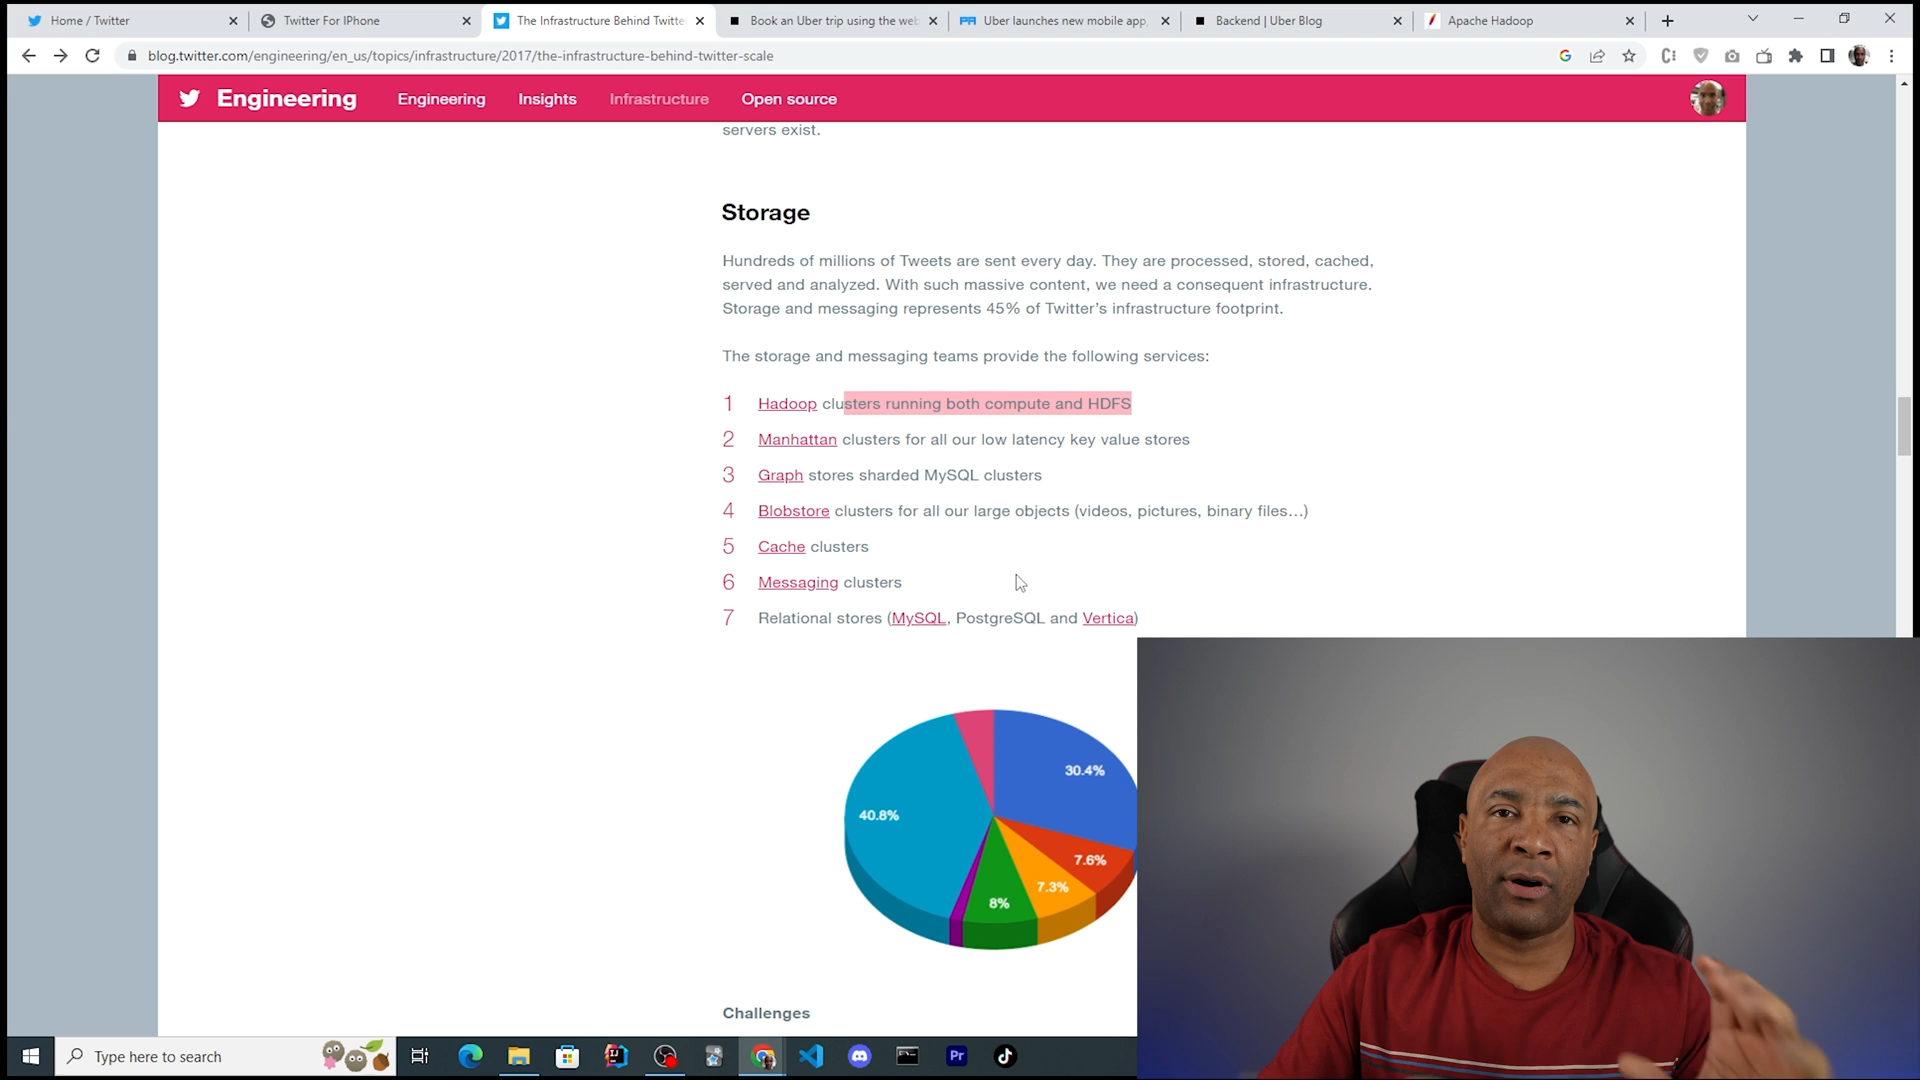 Home / Twitter
Twitter For IPhone
The Infrastructure Behind Twitte
Book an Uber trip using the web
Uber launches new mobile app,
Backend | Uber Blog
Apache Hadoop
blog.twitter.com/engineering/en_us/topics/infrastructure/2017/the-infrastructure-behind-twitter-scale
Engineering
Engineering
Insights
Infrastructure
Open source
servers exist.
Storage
Hundreds of millions of Tweets are sent every day. They are processed, stored, cached,
served and analyzed. With such massive content, we need a consequent infrastructure.
Storage and messaging represents 45% of Twitter’s infrastructure footprint.
The storage and messaging teams provide the following services:
1 Hadoop clusters running both compute and HDFS
2 Manhattan clusters for all our low latency key value stores
3 Graph stores sharded MySQL clusters
4 Blobstore clusters for all our large objects (videos, pictures, binary files…)
5 Cache clusters
6 Messaging clusters
7 Relational stores (MySQL, PostgreSQL and Vertica)
30.4%
40.8%
7.6%
7.3%
8%
Challenges
Type here to search
Pr